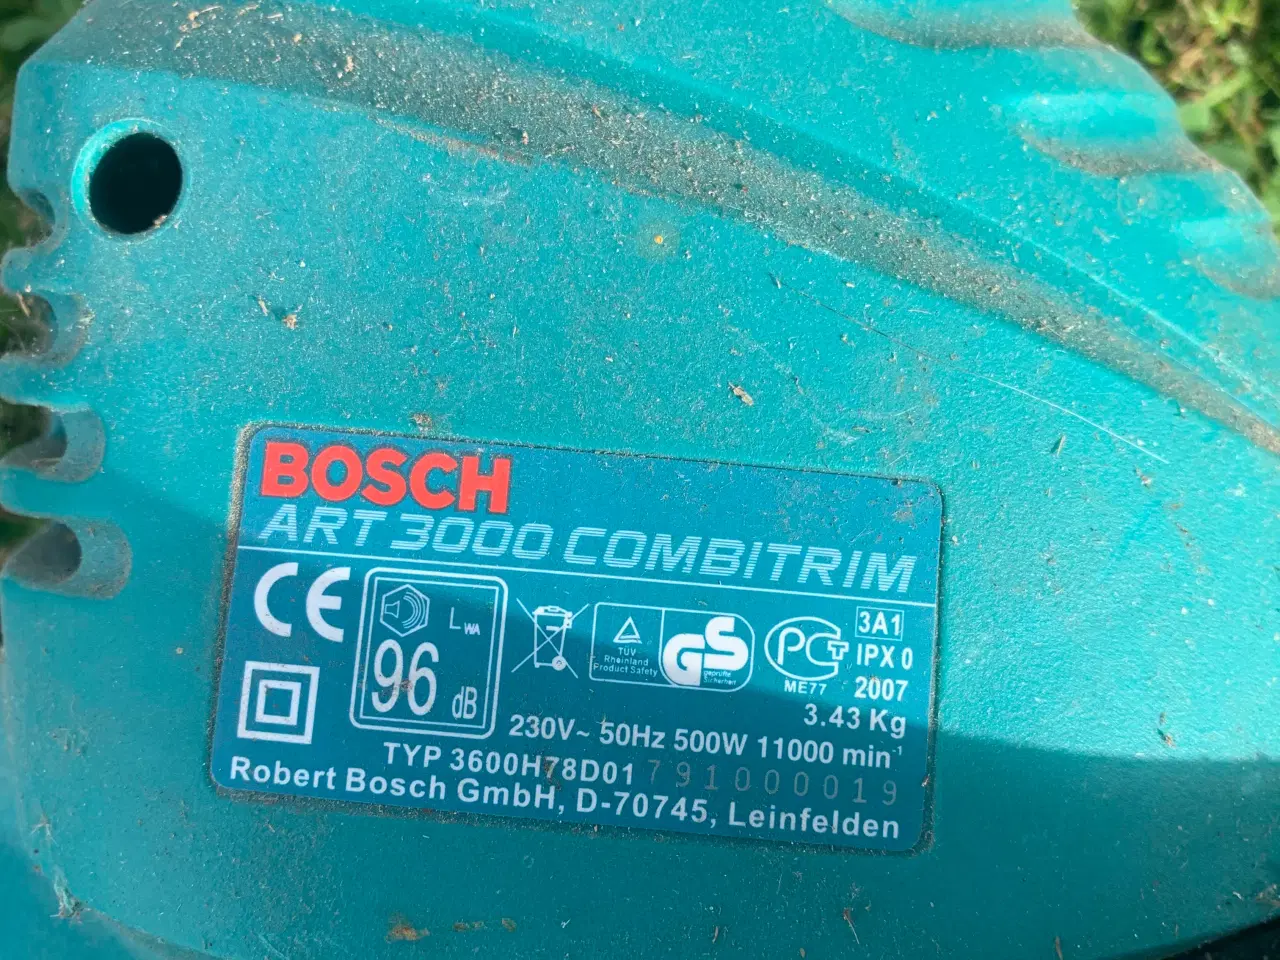 BOSCH
ART 3000 COMBITRIM
CE
LWA
96 dB
TÜV
Rheinland
Product Safety
GS
geprüfte
Sicherheit
PCT
ME77
3A1
IPX 0
2007
3.43 Kg
230V~ 50Hz 500W 11000 min-1
TYP 3600H78D01 791000019
Robert Bosch GmbH, D-70745, Leinfelden